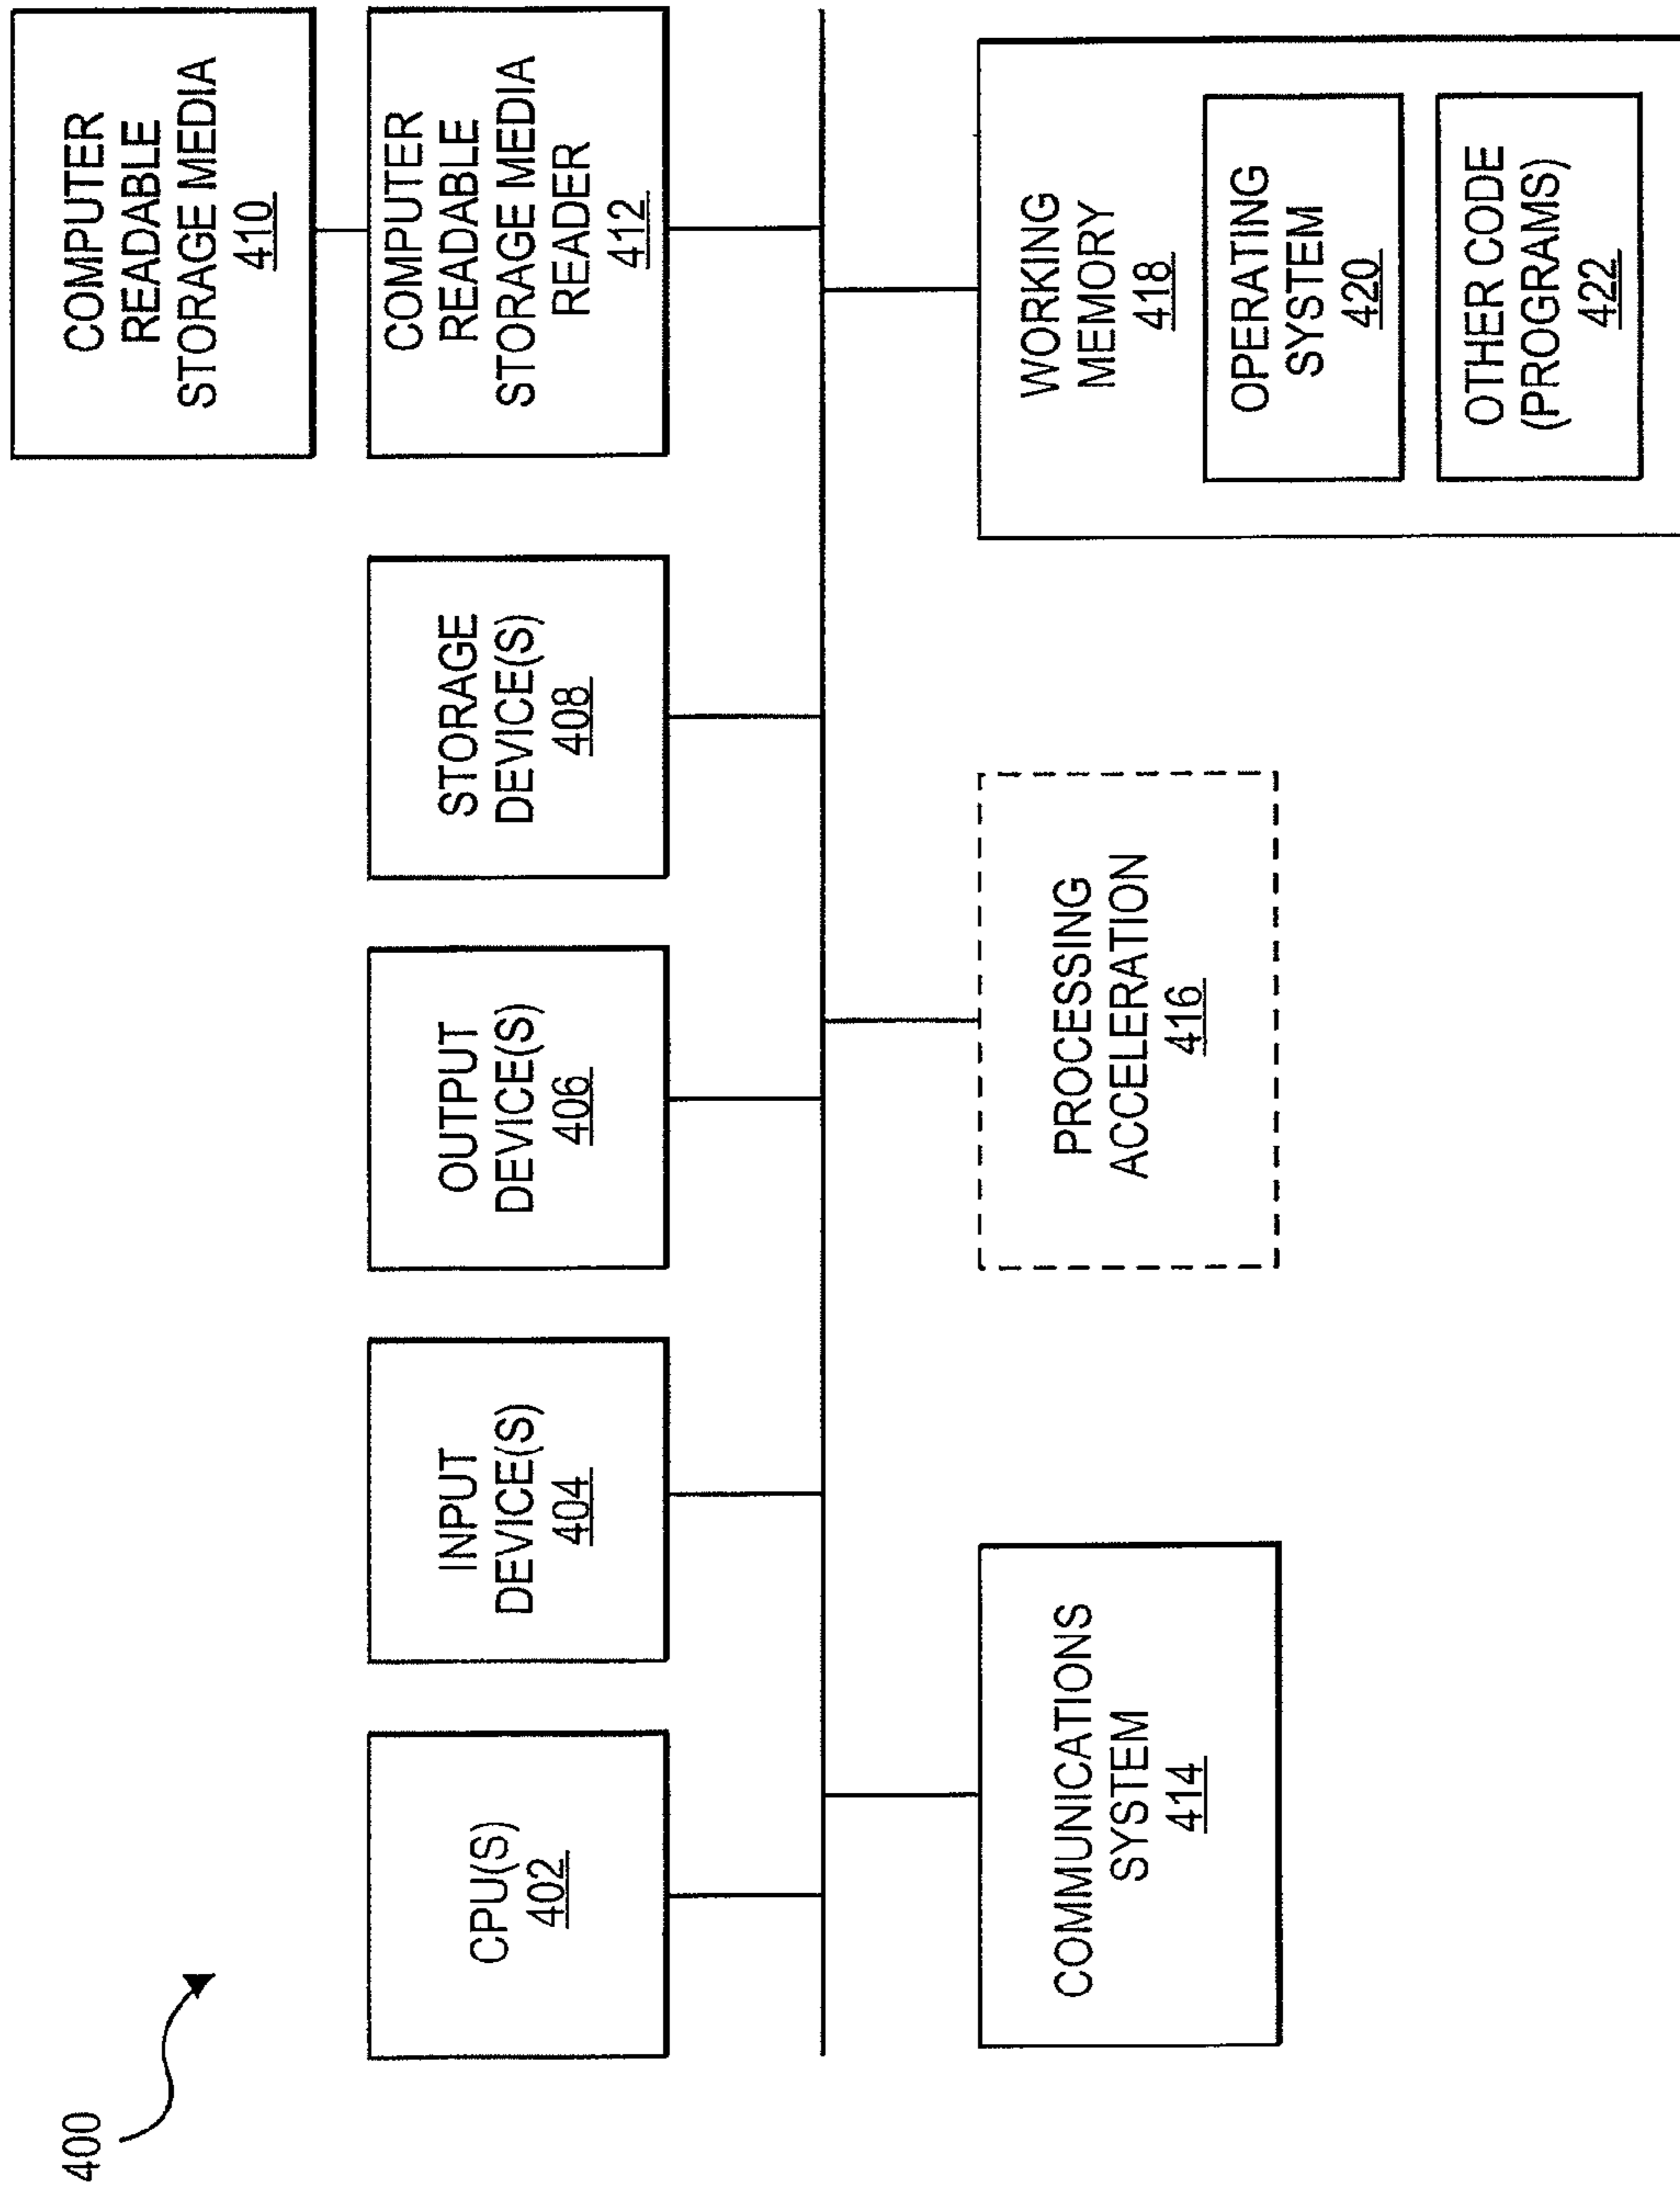 400
CPU(S)
402
INPUT
DEVICE(S)
404
OUTPUT
DEVICE(S)
406
STORAGE
DEVICE(S)
408
COMPUTER
READABLE
STORAGE MEDIA
410
COMPUTER
READABLE
STORAGE MEDIA
READER
412
COMMUNICATIONS
SYSTEM
414
PROCESSING
ACCELERATION
416
WORKING
MEMORY
418
OPERATING
SYSTEM
420
OTHER CODE
(PROGRAMS)
422